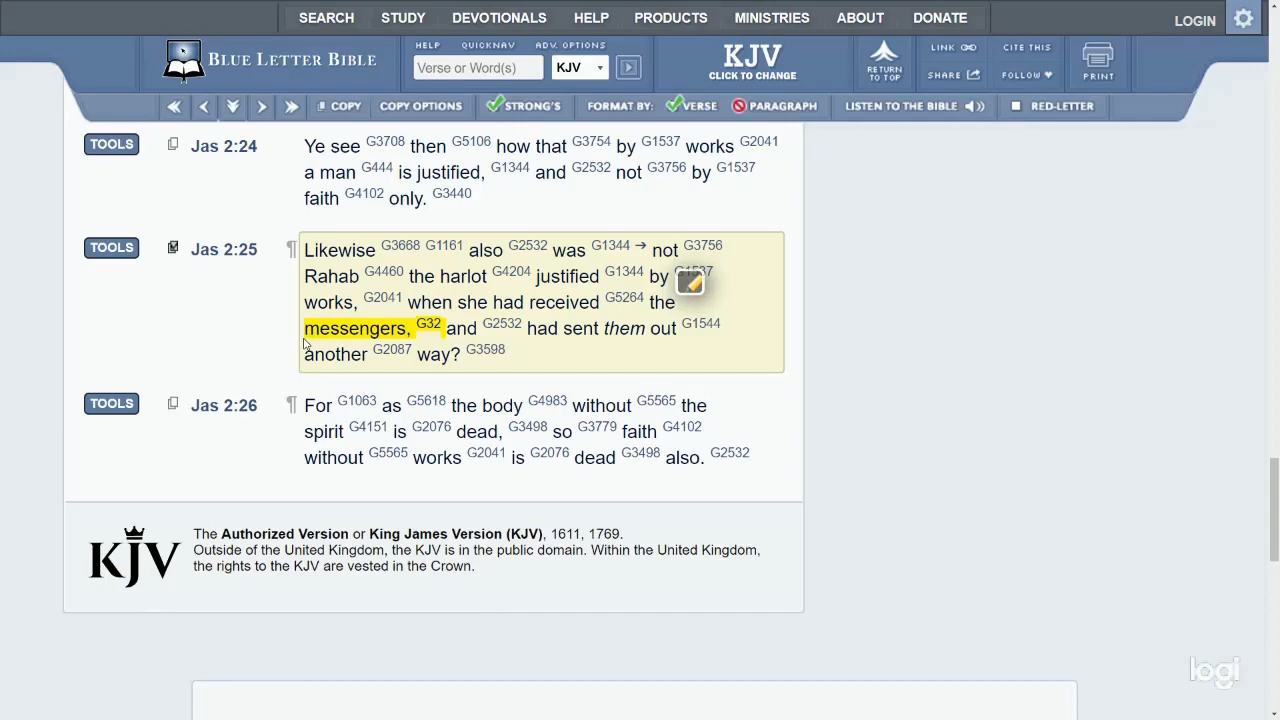 SEARCH STUDY DEVOTIONALS HELP PRODUCTS MINISTRIES ABOUT DONATE LOGIN
BLUE LETTER BIBLE
HELP QUICKNAV ADV. OPTIONS
Verse or Word(s) KJV
KJV
CLICK TO CHANGE
RETURN
TO TOP
LINK CITE THIS
SHARE FOLLOW
PRINT
COPY COPY OPTIONS STRONG'S FORMAT BY: VERSE PARAGRAPH LISTEN TO THE BIBLE RED-LETTER
TOOLS Jas 2:24 Ye see G3708 then G5106 how that G3754 by G1537 works G2041
a man G444 is justified, G1344 and G2532 not G3756 by G1537
faith G4102 only. G3440
TOOLS Jas 2:25 ¶ Likewise G3668 G1161 also G2532 was G1344 → not G3756
Rahab G4460 the harlot G4204 justified G1344 by
works, G2041 when she had received G5264 the
messengers, G32 and G2532 had sent them out G1544
another G2087 way? G3598
TOOLS Jas 2:26 ¶ For G1063 as G5618 the body G4983 without G5565 the
spirit G4151 is G2076 dead, G3498 so G3779 faith G4102
without G5565 works G2041 is G2076 dead G3498 also. G2532
KJV
The Authorized Version or King James Version (KJV), 1611, 1769.
Outside of the United Kingdom, the KJV is in the public domain. Within the United Kingdom,
the rights to the KJV are vested in the Crown.
logi